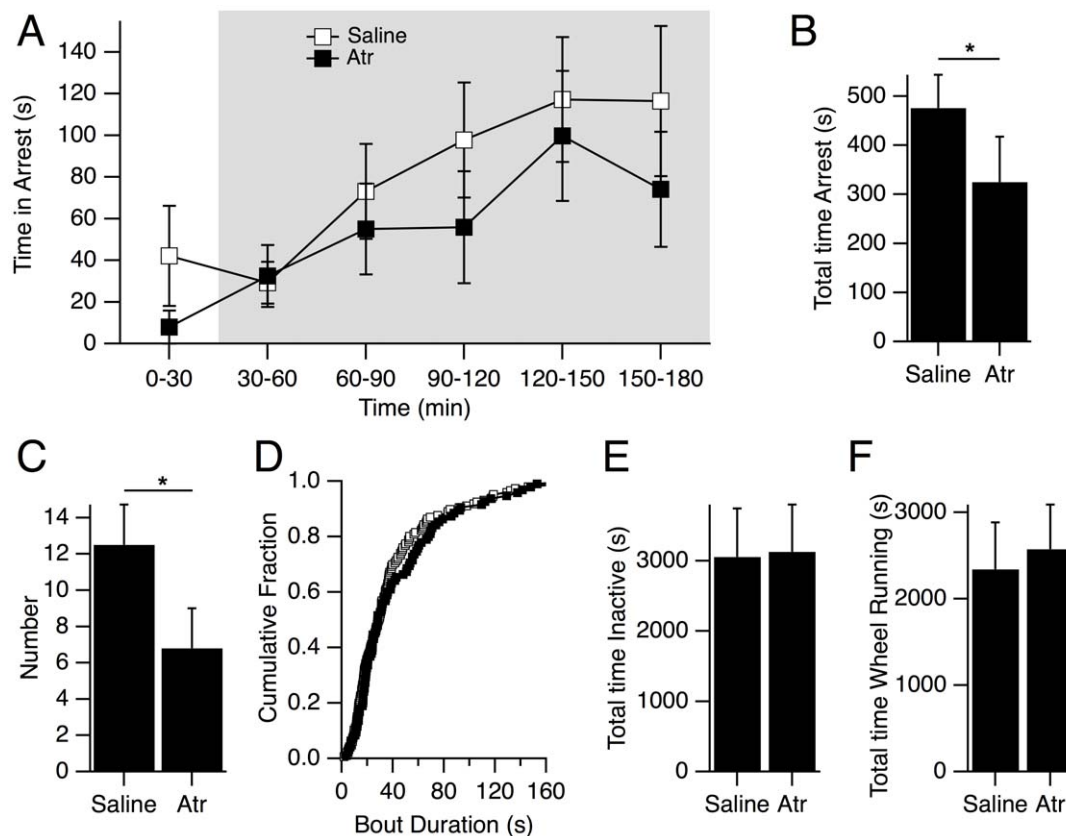 A
Saline
Atr
Time in Arrest (s)
140
120
100
80
60
40
20
0
0-30
30-60
60-90
90-120
120-150
150-180
Time (min)
B
*
Total time Arrest (s)
500
400
300
200
100
0
Saline
Atr
C
*
Number
14
12
10
8
6
4
2
0
Saline
Atr
D
Cumulative Fraction
1.0
0.8
0.6
0.4
0.2
0.0
0
40
80
120
160
Bout Duration (s)
E
Total time Inactive (s)
3000
2000
1000
0
Saline
Atr
F
Total time Wheel Running (s)
3000
2000
1000
0
Saline
Atr